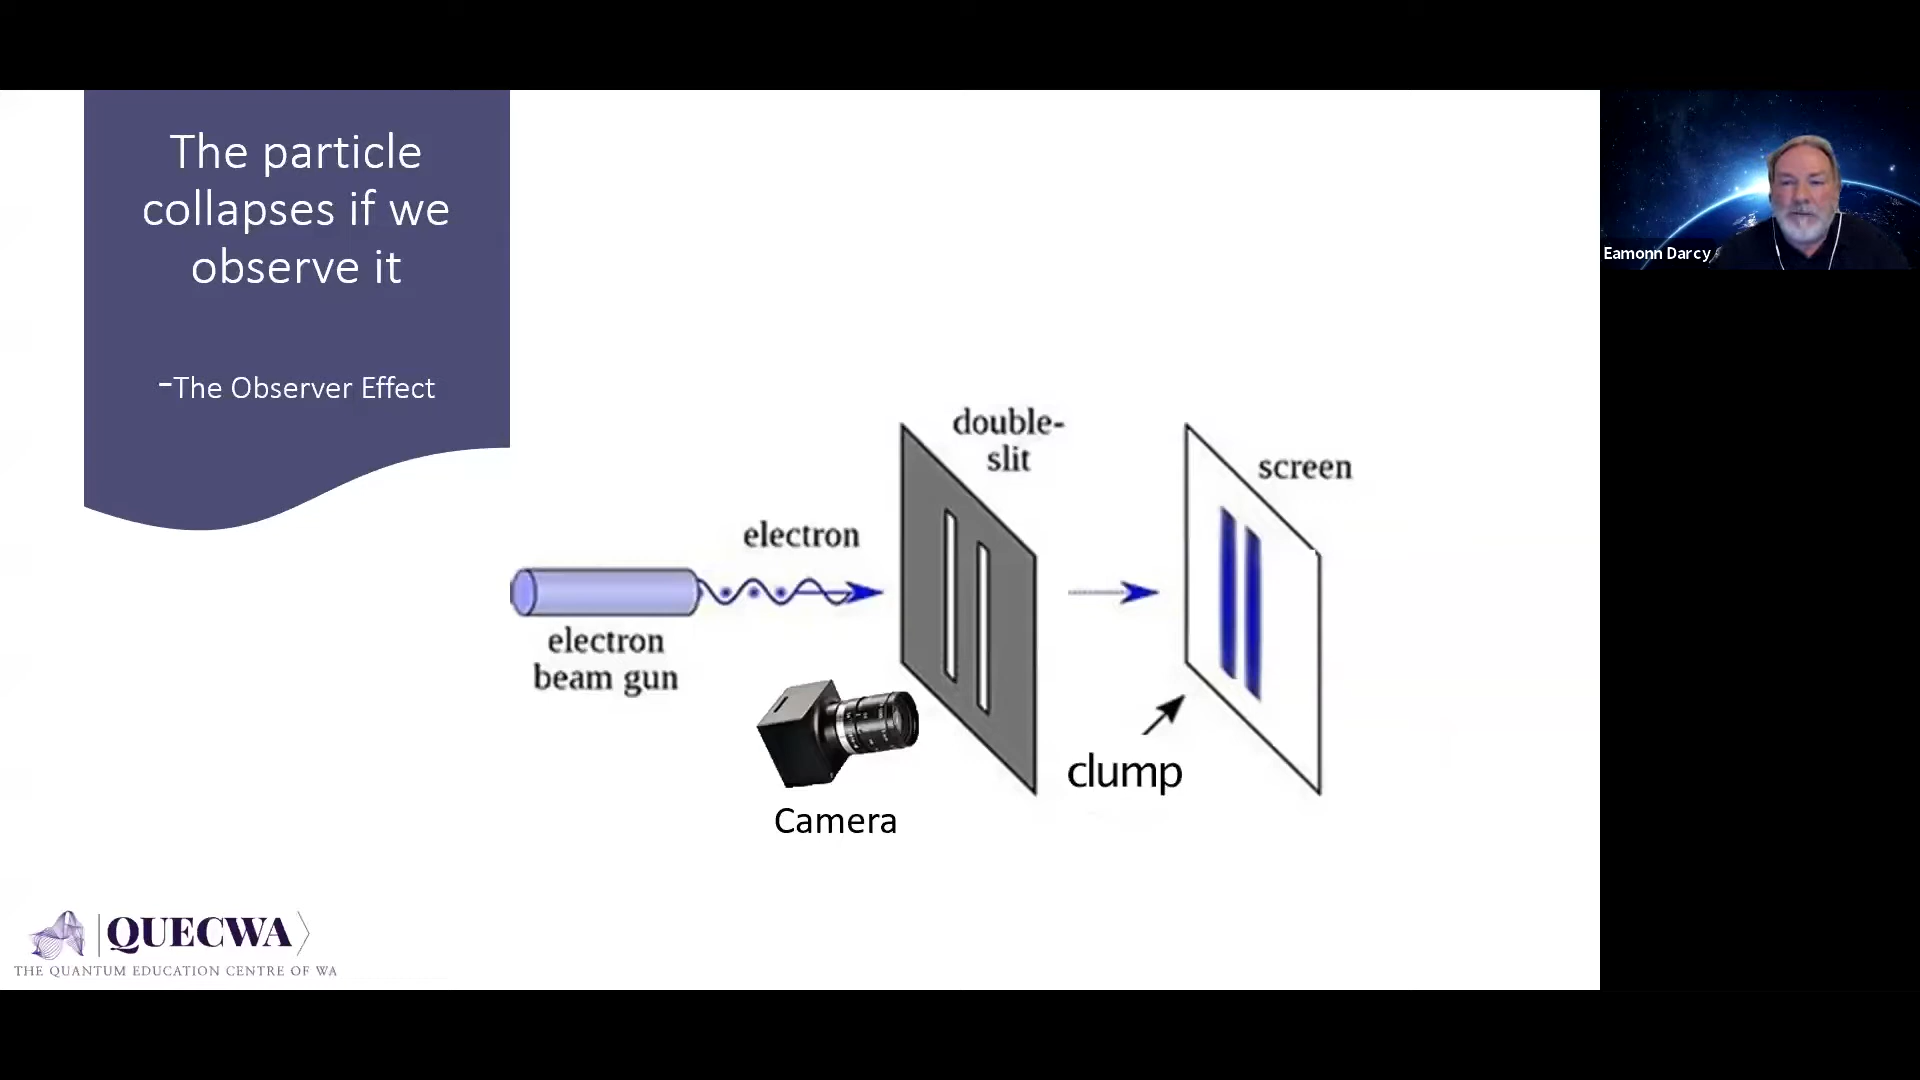 The particle
collapses if we
observe it
-The Observer Effect
double-
slit
screen
electron
electron
beam gun
clump
Camera
QUECWA
THE QUANTUM EDUCATION CENTRE OF WA
Eamonn Darcy